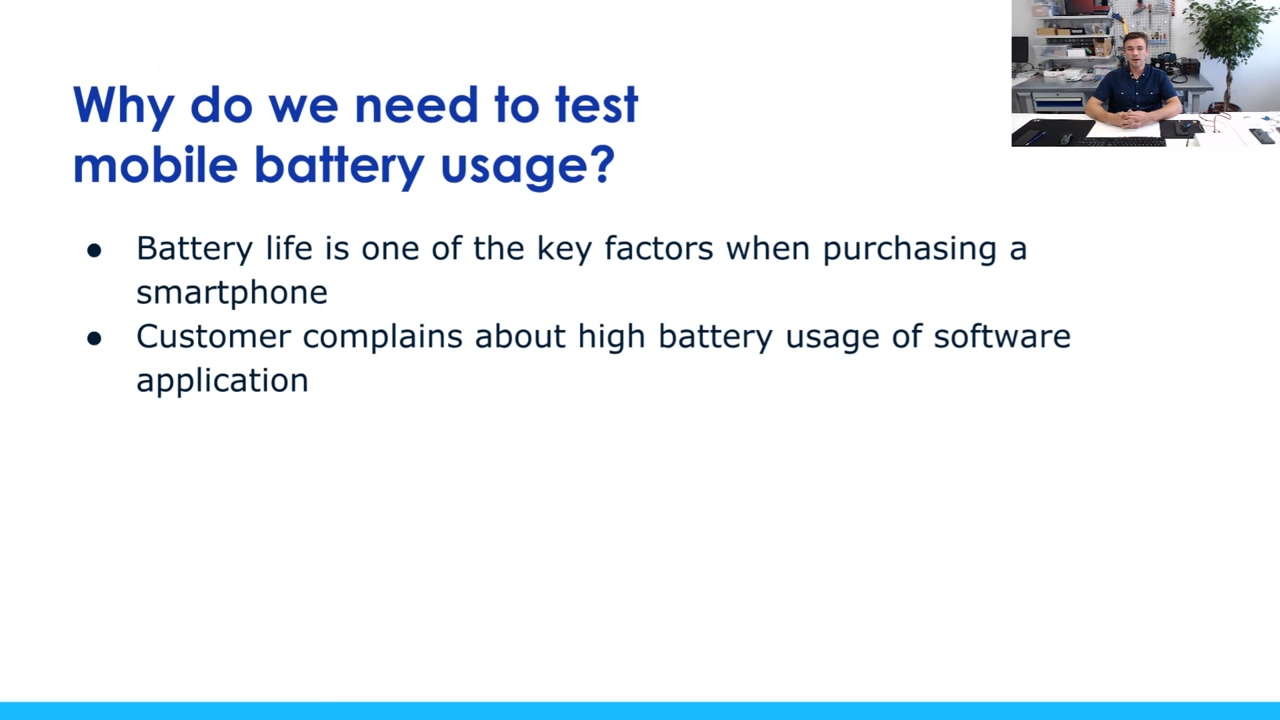 Why do we need to test
mobile battery usage?
● Battery life is one of the key factors when purchasing a
smartphone
● Customer complains about high battery usage of software
application